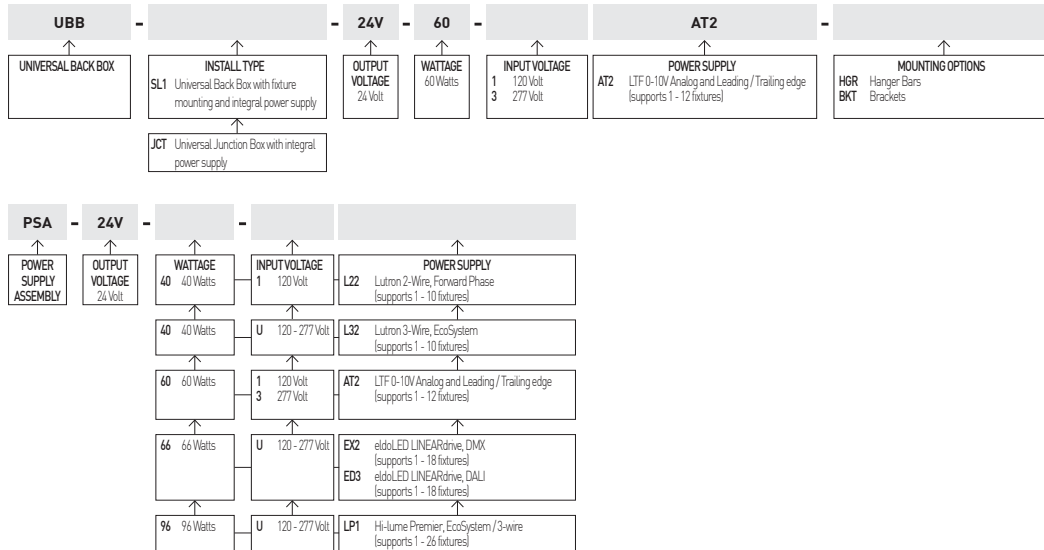 UBB - - 24V - 60 - AT2 -
UNIVERSAL BACK BOX
INSTALL TYPE
SL1 Universal Back Box with fixture
mounting and integral power supply
JCT Universal Junction Box with integral
power supply
OUTPUT
VOLTAGE
24 Volt
WATTAGE
60 Watts
INPUT VOLTAGE
1 120 Volt
3 277 Volt
POWER SUPPLY
AT2 LTF 0-10V Analog and Leading / Trailing edge
(supports 1 - 12 fixtures)
MOUNTING OPTIONS
HGR Hanger Bars
BKT Brackets
PSA - 24V - -
POWER
SUPPLY
ASSEMBLY
OUTPUT
VOLTAGE
24 Volt
WATTAGE
40 40 Watts
INPUT VOLTAGE
1 120 Volt
POWER SUPPLY
L22 Lutron 2-Wire, Forward Phase
(supports 1 - 10 fixtures)
40 40 Watts
U 120 - 277 Volt
L32 Lutron 3-Wire, EcoSystem
(supports 1 - 10 fixtures)
60 60 Watts
1 120 Volt
3 277 Volt
AT2 LTF 0-10V Analog and Leading / Trailing edge
(supports 1 - 12 fixtures)
66 66 Watts
U 120 - 277 Volt
EX2 eldoLED LINEARdrive, DMX
(supports 1 - 18 fixtures)
ED3 eldoLED LINEARdrive, DALI
(supports 1 - 18 fixtures)
96 96 Watts
U 120 - 277 Volt
LP1 Hi-lume Premier, EcoSystem / 3-wire
(supports 1 - 26 fixtures)